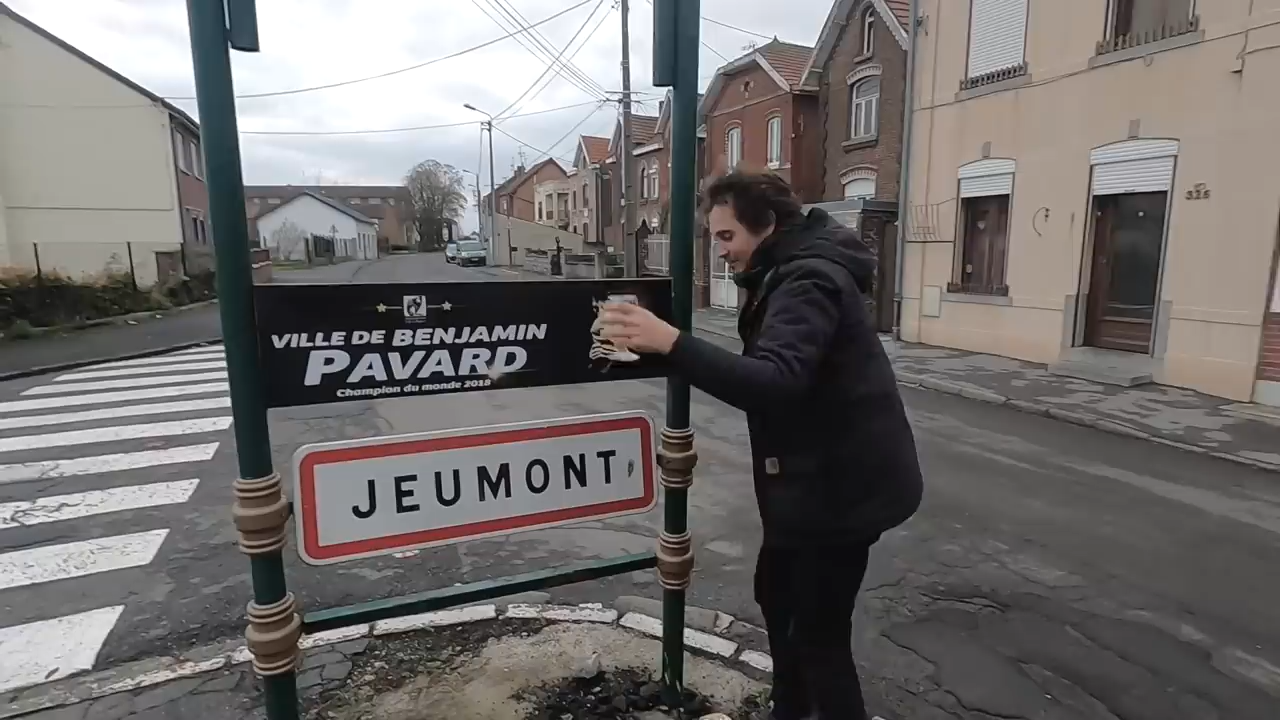 VILLE DE BENJAMIN
PAVARD
Champion du monde 2018
JEUMONT
325